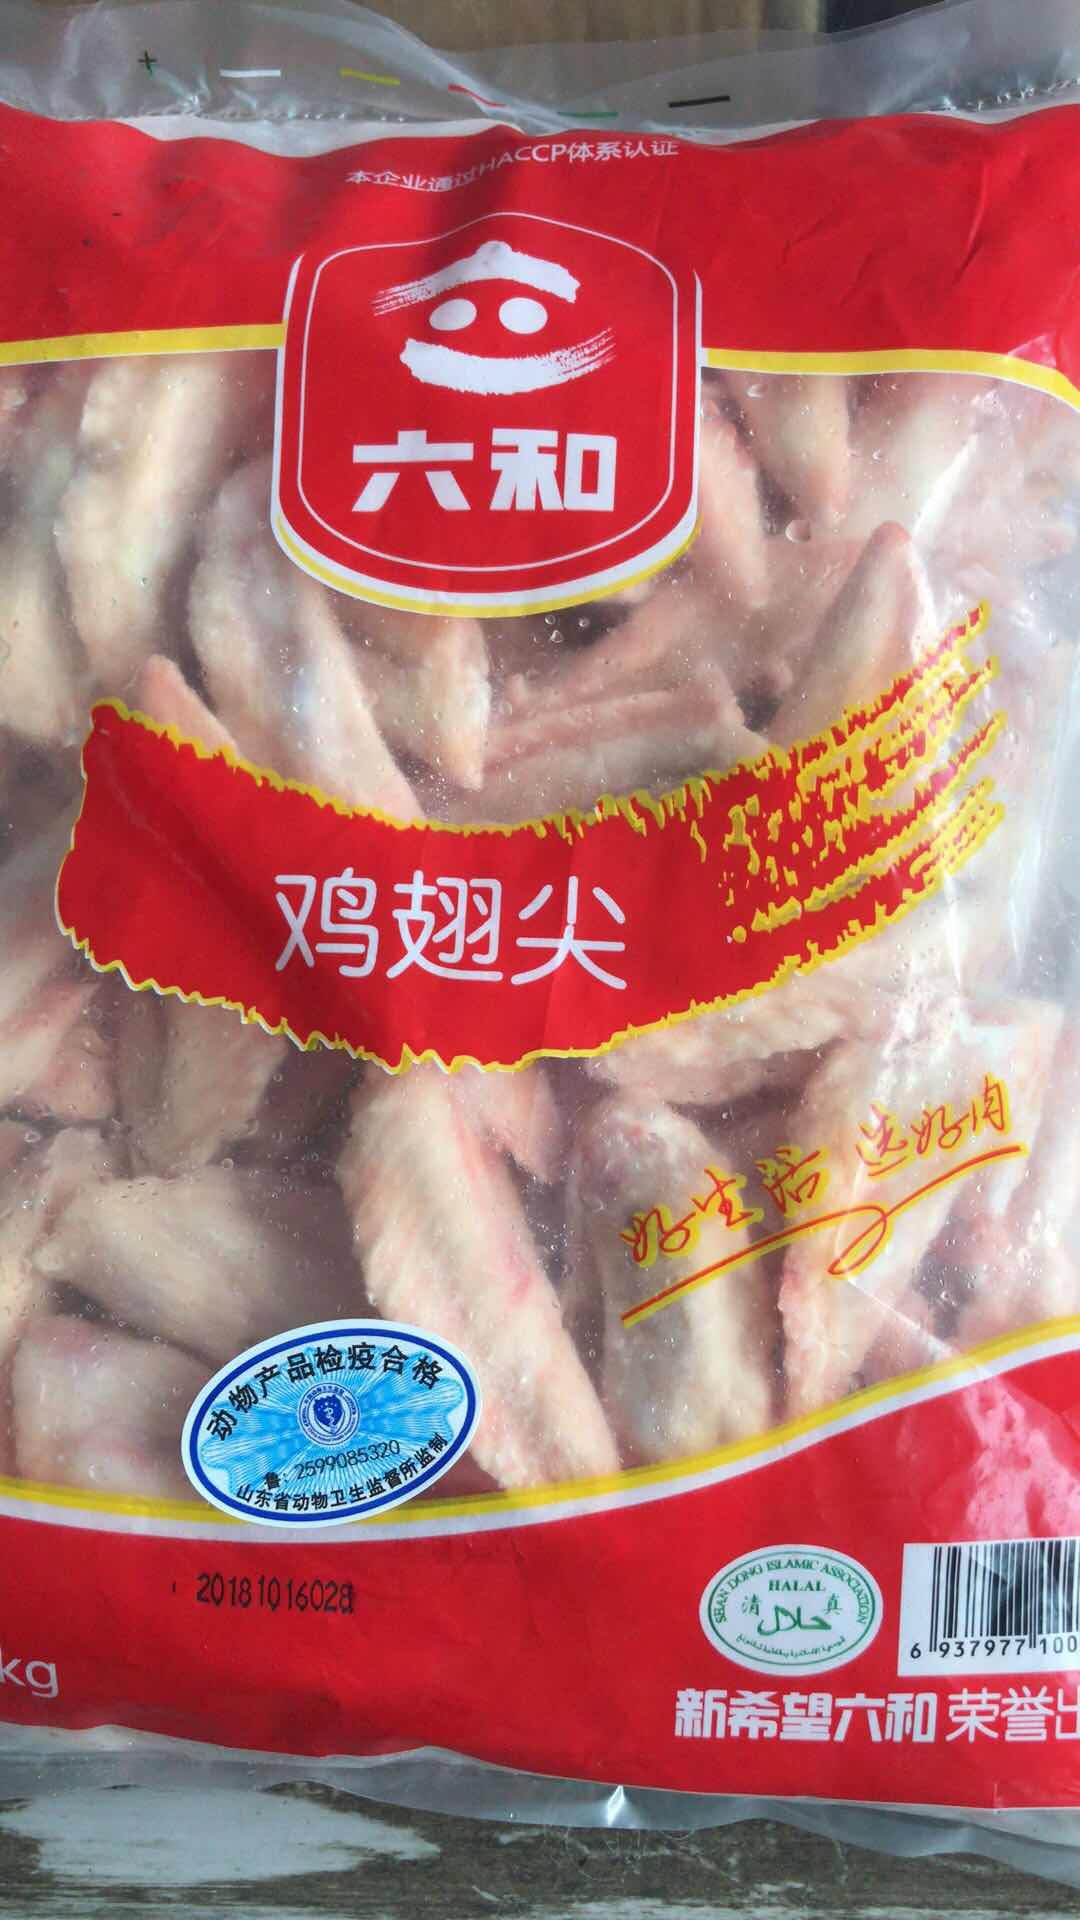 本企业通过HACCP体系认证
六和
鸡翅尖
好生活 选好肉
动物产品检疫合格
鲁: 2599085320
山东省动物卫生监督所监制
20181016028
SHAN DONG ISLAMIC ASSOCIATION
HALAL
清 真
حلال
kg
6 937977 100
新希望六和 荣誉出